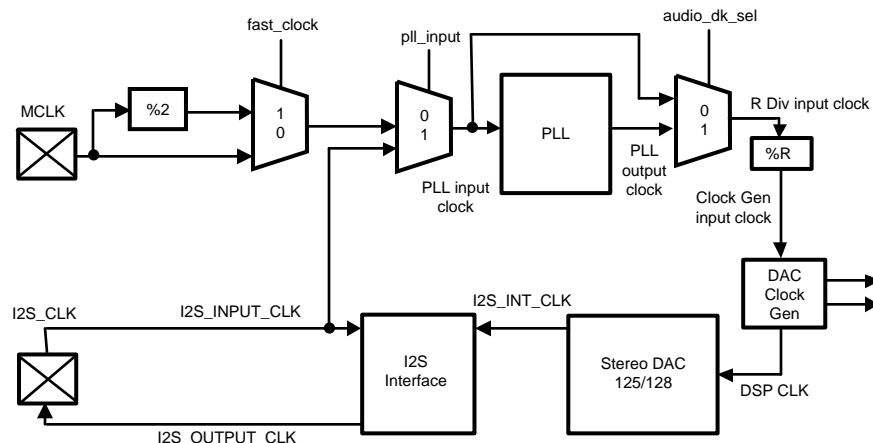 fast_clock
pll_input
audio_dk_sel
MCLK
%2
1
0
0
1
PLL
0
1
R Div input clock
%R
PLL input
clock
PLL
output
clock
Clock Gen
input clock
DAC
Clock
Gen
I2S_CLK
I2S_INPUT_CLK
I2S_INT_CLK
I2S
Interface
Stereo DAC
125/128
DSP CLK
I2S_OUTPUT_CLK